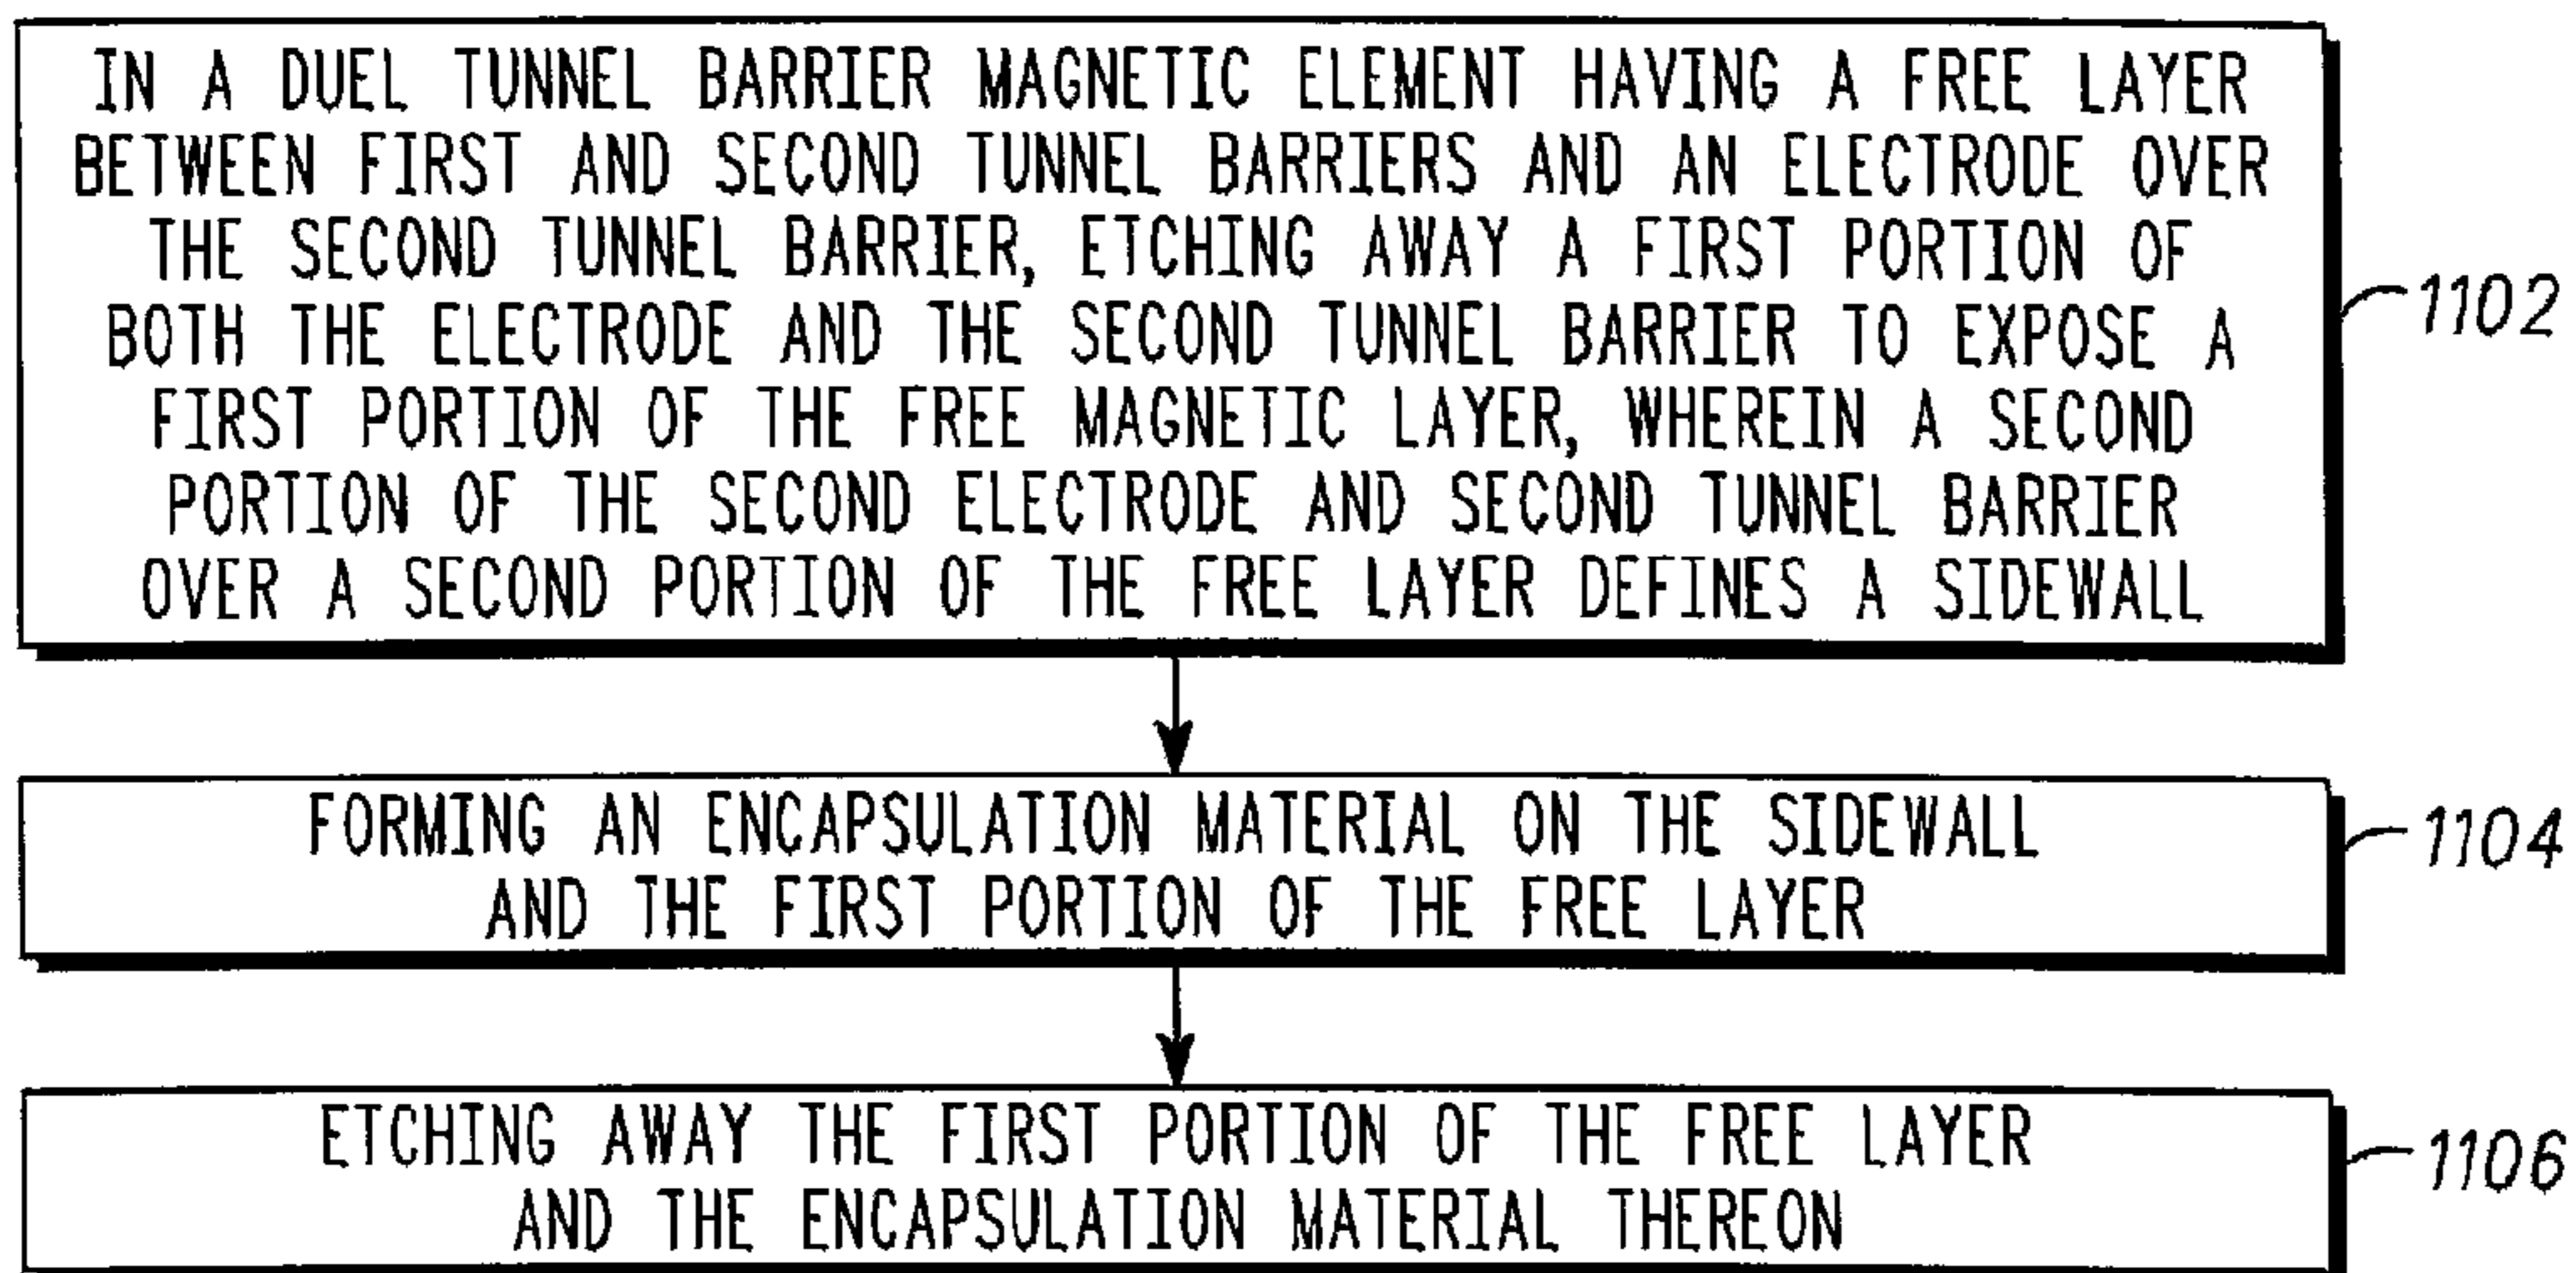 IN A DUEL TUNNEL BARRIER MAGNETIC ELEMENT HAVING A FREE LAYER
BETWEEN FIRST AND SECOND TUNNEL BARRIERS AND AN ELECTRODE OVER
THE SECOND TUNNEL BARRIER, ETCHING AWAY A FIRST PORTION OF
BOTH THE ELECTRODE AND THE SECOND TUNNEL BARRIER TO EXPOSE A
FIRST PORTION OF THE FREE MAGNETIC LAYER, WHEREIN A SECOND
PORTION OF THE SECOND ELECTRODE AND SECOND TUNNEL BARRIER
OVER A SECOND PORTION OF THE FREE LAYER DEFINES A SIDEWALL
1102
FORMING AN ENCAPSULATION MATERIAL ON THE SIDEWALL
AND THE FIRST PORTION OF THE FREE LAYER
1104
ETCHING AWAY THE FIRST PORTION OF THE FREE LAYER
AND THE ENCAPSULATION MATERIAL THEREON
1106